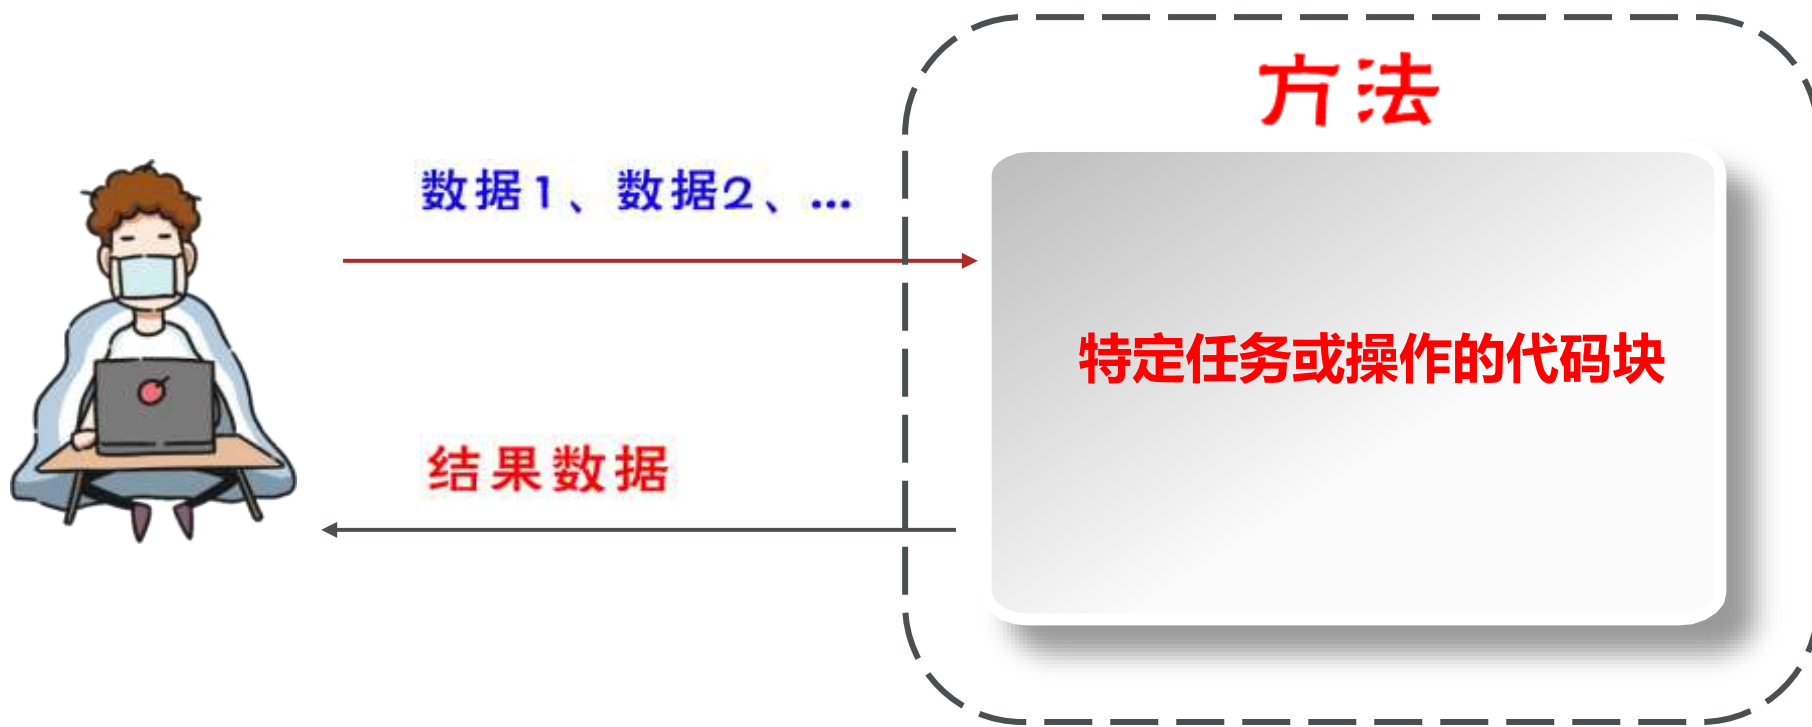 方法
数据1、数据2、...
特定任务或操作的代码块
结果数据